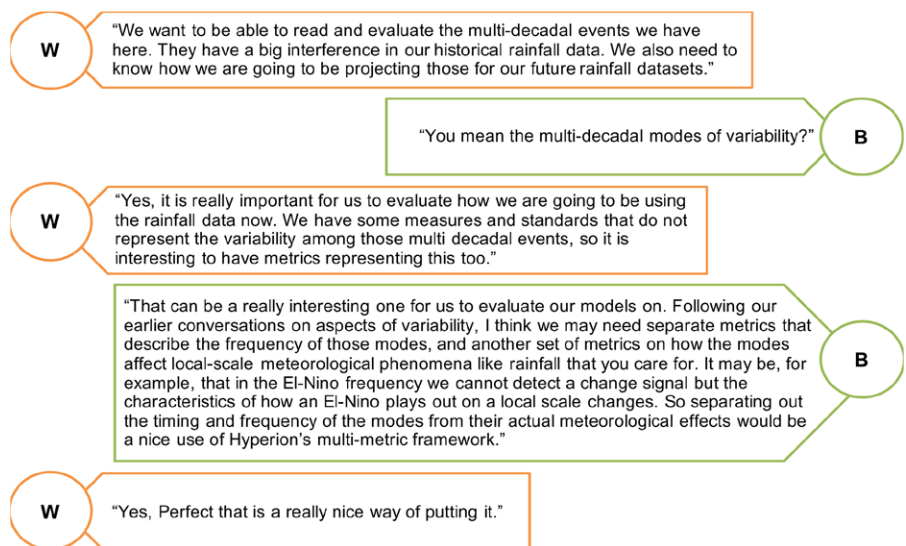 W
“We want to be able to read and evaluate the multi-decadal events we have
here. They have a big interference in our historical rainfall data. We also need to
know how we are going to be projecting those for our future rainfall datasets.”
“You mean the multi-decadal modes of variability?”
B
W
“Yes, it is really important for us to evaluate how we are going to be using
the rainfall data now. We have some measures and standards that do not
represent the variability among those multi decadal events, so it is
interesting to have metrics representing this too.”
“That can be a really interesting one for us to evaluate our models on. Following our
earlier conversations on aspects of variability, I think we may need separate metrics that
describe the frequency of those modes, and another set of metrics on how the modes
affect local-scale meteorological phenomena like rainfall that you care for. It may be, for
example, that in the El-Nino frequency we cannot detect a change signal but the
characteristics of how an El-Nino plays out on a local scale changes. So separating out
the timing and frequency of the modes from their actual meteorological effects would be
a nice use of Hyperion’s multi-metric framework.”
B
W
“Yes, Perfect that is a really nice way of putting it.”